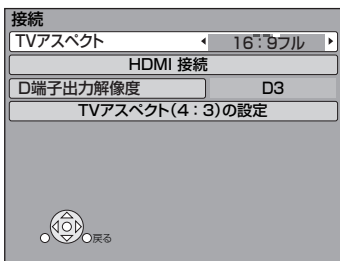 接続
TVアスペクト 16：9フル
HDMI 接続
D端子出力解像度 D3
TVアスペクト(4：3)の設定
戻る